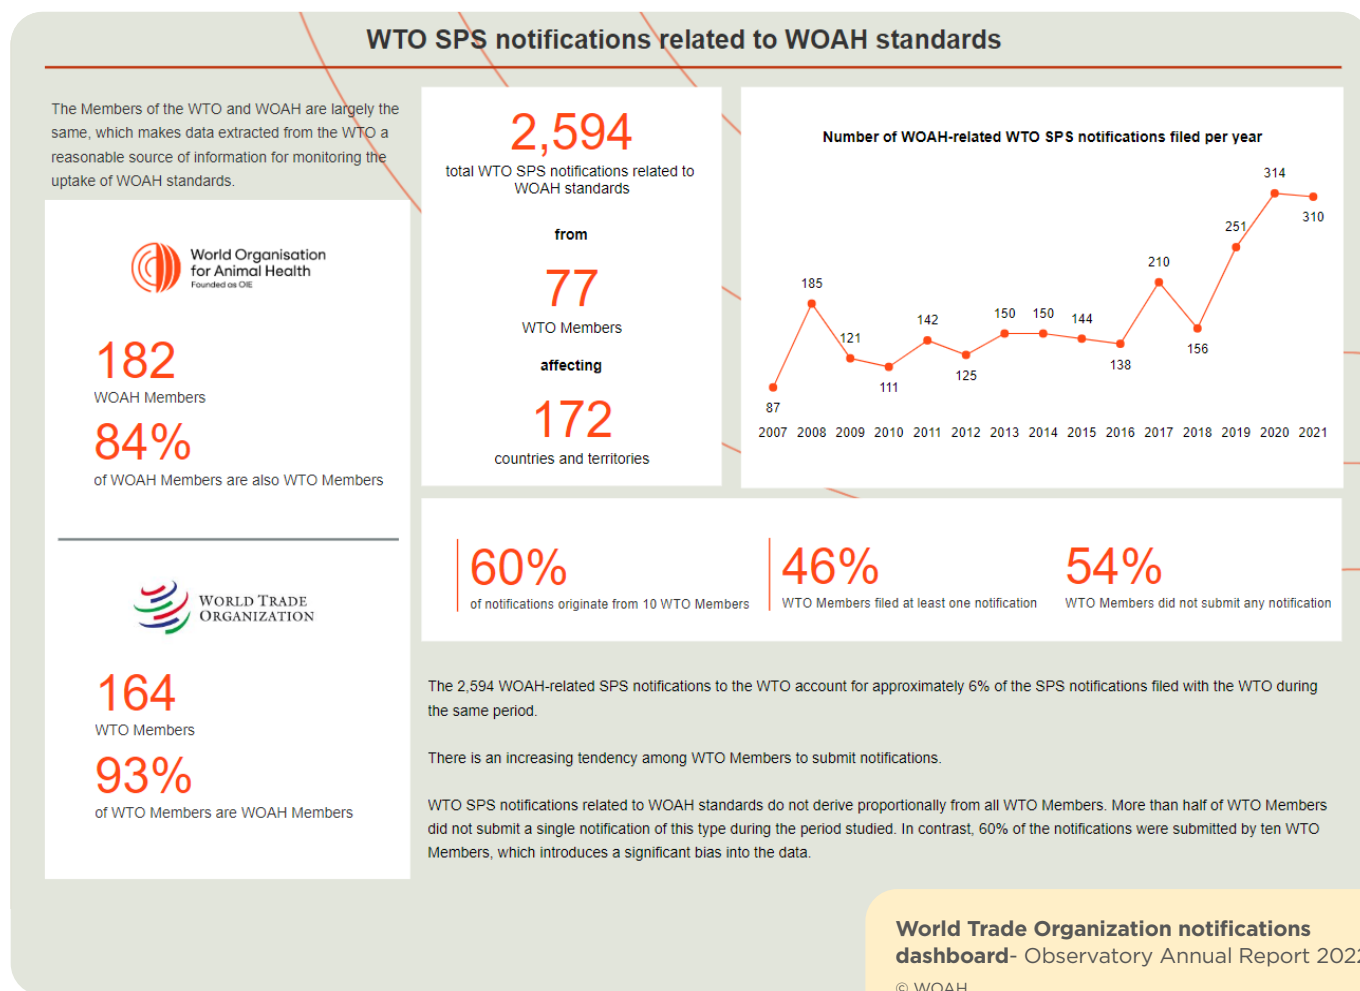 WTO SPS notifications related to WOAH standards
The Members of the WTO and WOAH are largely the
same, which makes data extracted from the WTO a
reasonable source of information for monitoring the
uptake of WOAH standards.
World Organisation
for Animal Health
Founded as OIE
182
WOAH Members
84%
of WOAH Members are also WTO Members
WORLD TRADE
ORGANIZATION
164
WTO Members
93%
of WTO Members are WOAH Members
2,594
total WTO SPS notifications related to
WOAH standards
from
77
WTO Members
affecting
172
countries and territories
Number of WOAH-related WTO SPS notifications filed per year
87
185
121
111
142
125
150
150
144
138
210
156
251
314
310
2007 2008 2009 2010 2011 2012 2013 2014 2015 2016 2017 2018 2019 2020 2021
60%
of notifications originate from 10 WTO Members
46%
WTO Members filed at least one notification
54%
WTO Members did not submit any notification
The 2,594 WOAH-related SPS notifications to the WTO account for approximately 6% of the SPS notifications filed with the WTO during
the same period.
There is an increasing tendency among WTO Members to submit notifications.
WTO SPS notifications related to WOAH standards do not derive proportionally from all WTO Members. More than half of WTO Members
did not submit a single notification of this type during the period studied. In contrast, 60% of the notifications were submitted by ten WTO
Members, which introduces a significant bias into the data.
World Trade Organization notifications
dashboard- Observatory Annual Report 2022
© WOAH